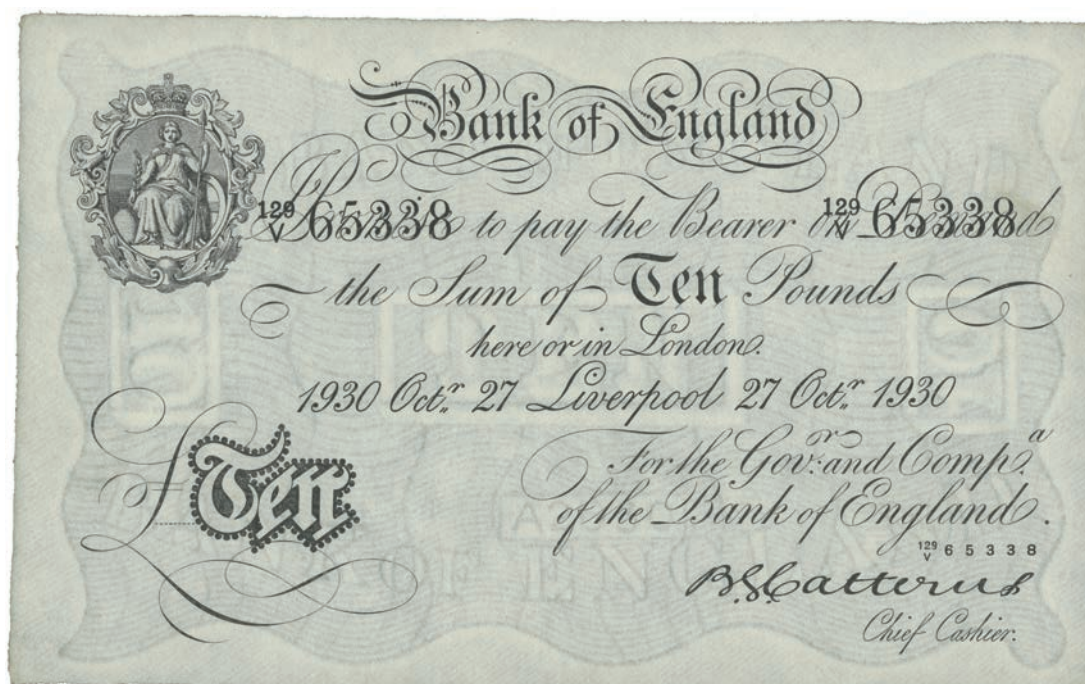 Bank of England
129/V 65338 to pay the Bearer on Demand 129/V 65338
the Sum of Ten Pounds
here or in London.
1930 Octr. 27 Liverpool 27 Octr. 1930
For the Govr. and Compa.
of the Bank of England.
£Ten
129/V 65338
B.G. Catterns
Chief Cashier.